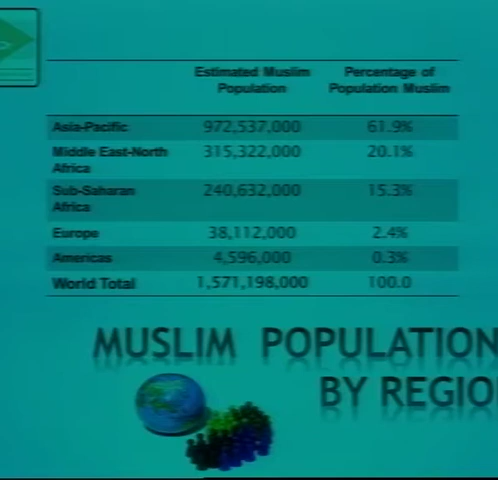 Estimated Muslim Population Percentage of Population Muslim
Asia-Pacific 972,537,000 61.9%
Middle East-North Africa 315,322,000 20.1%
Sub-Saharan Africa 240,632,000 15.3%
Europe 38,112,000 2.4%
Americas 4,596,000 0.3%
World Total 1,571,198,000 100.0
MUSLIM POPULATION
BY REGIO